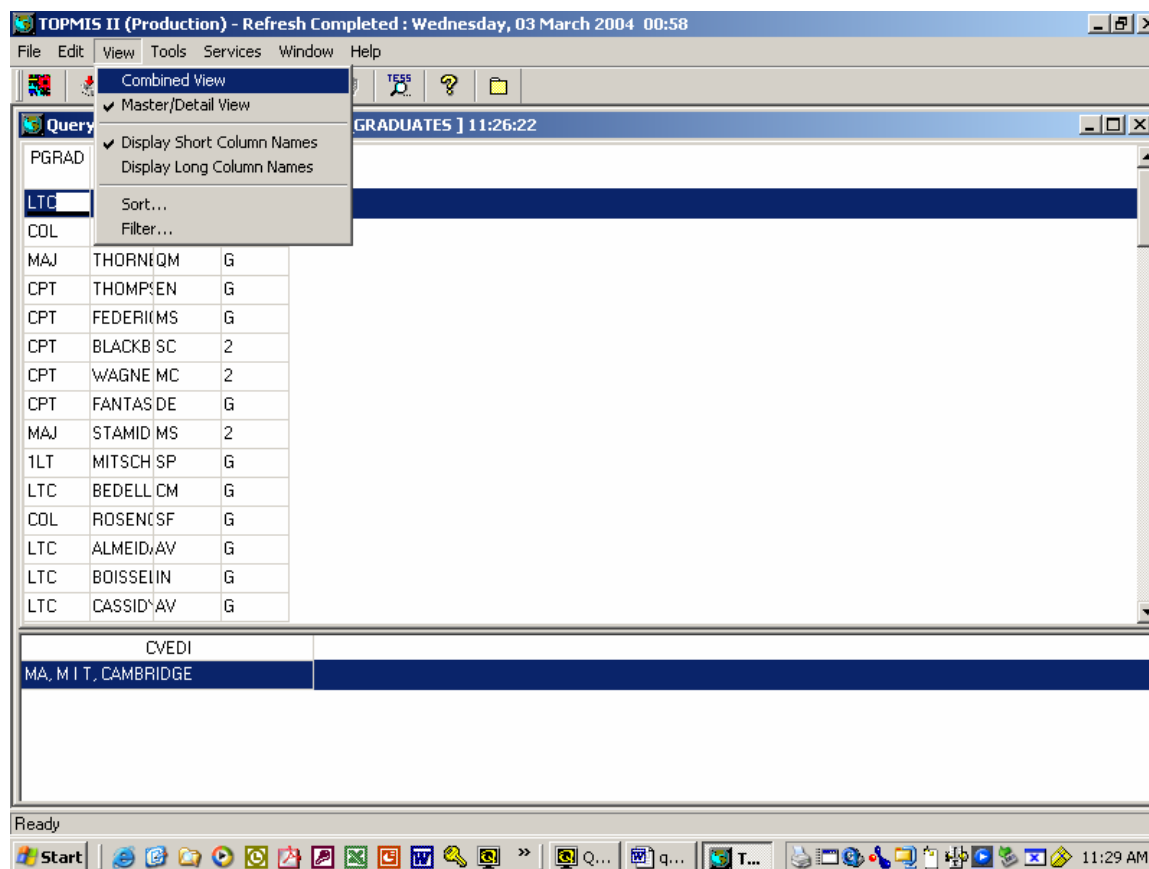 TOPMIS II (Production) - Refresh Completed : Wednesday, 03 March 2004 00:58
File Edit View Tools Services Window Help
TESS
Combined View
Master/Detail View
Display Short Column Names
Display Long Column Names
Sort...
Filter...
Query
GRADUATES ] 11:26:22
PGRAD
LTC
COL
MAJ THORNE QM G
CPT THOMPS EN G
CPT FEDERI MS G
CPT BLACKB SC 2
CPT WAGNE MC 2
CPT FANTAS DE G
MAJ STAMID MS 2
1LT MITSCH SP G
LTC BEDELL CM G
COL ROSEN SF G
LTC ALMEID AV G
LTC BOISSEL IN G
LTC CASSIDY AV G
CVEDI
MA, M I T, CAMBRIDGE
Ready
Start » Q... q... T... 11:29 AM